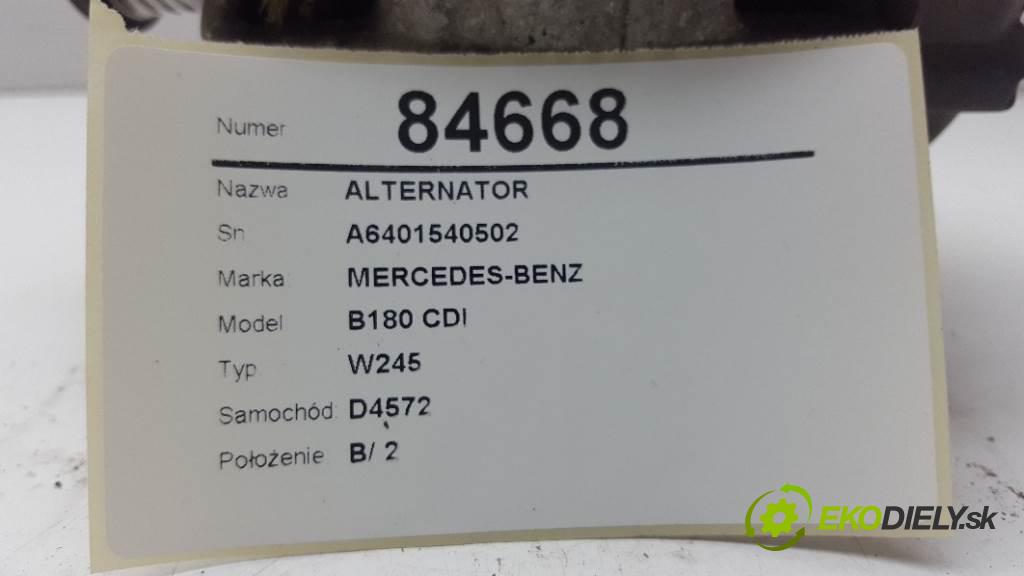 Numer 84668
Nazwa ALTERNATOR
Sn A6401540502
Marka MERCEDES-BENZ
Model B180 CDI
Typ W245
Samochód: D4572
Położenie B/ 2
EKODIELY.sk